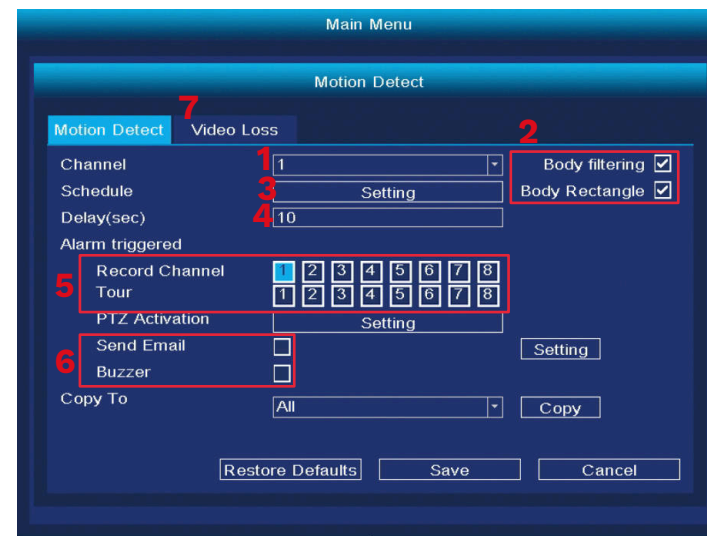 Main Menu
Motion Detect
7
Motion Detect Video Loss
2
Channel 1 1 Body filtering
Schedule 3 Setting Body Rectangle
Delay(sec) 4 10
Alarm triggered
5 Record Channel 1 2 3 4 5 6 7 8
Tour 1 2 3 4 5 6 7 8
PTZ Activation Setting
6 Send Email Setting
Buzzer
Copy To All Copy
Restore Defaults Save Cancel